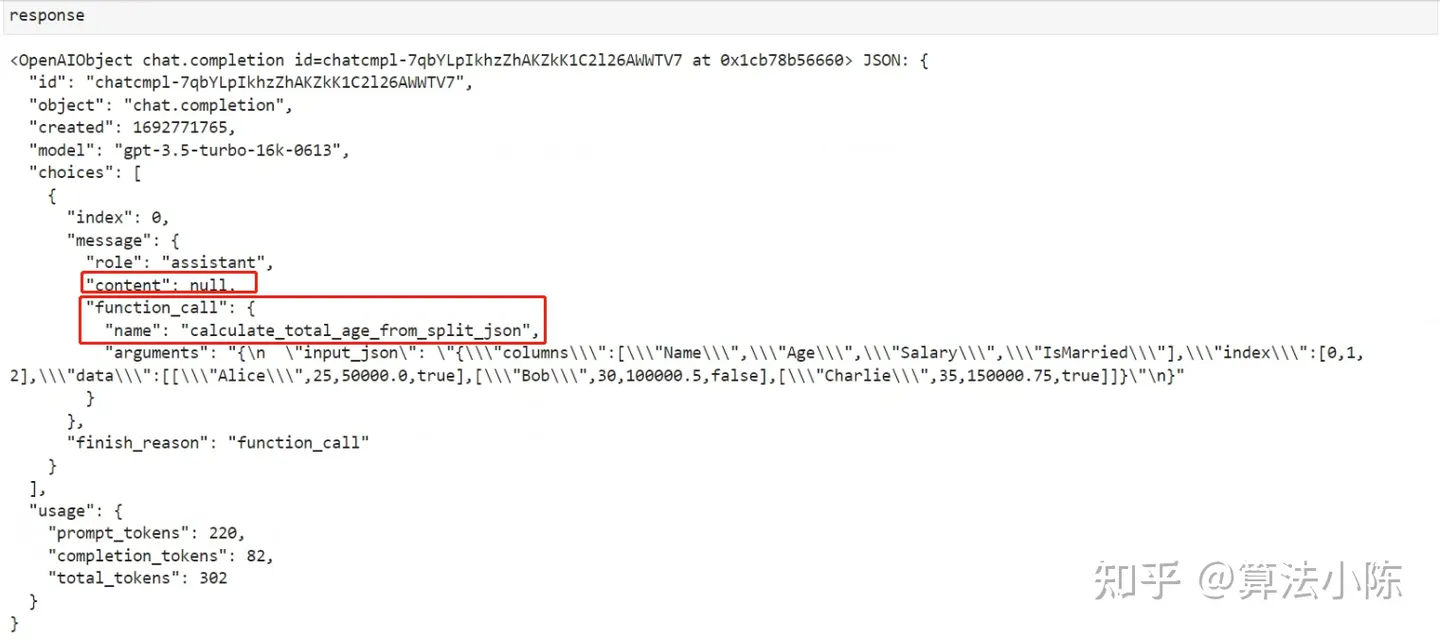 response
<OpenAIObject chat.completion id=chatcmpl-7qbYLpIkhzZhAKZkK1C2l26AWWTV7 at 0x1cb78b56660> JSON: {
  "id": "chatcmpl-7qbYLpIkhzZhAKZkK1C2l26AWWTV7",
  "object": "chat.completion",
  "created": 1692771765,
  "model": "gpt-3.5-turbo-16k-0613",
  "choices": [
    {
      "index": 0,
      "message": {
        "role": "assistant",
        "content": null,
        "function_call": {
          "name": "calculate_total_age_from_split_json",
          "arguments": "{\n  \"input_json\": \"{\\\"columns\\\":[\\\"Name\\\",\\\"Age\\\",\\\"Salary\\\",\\\"IsMarried\\\"],\\\"index\\\":[0,1,
2],\\\"data\\\":[[\\\"Alice\\\",25,50000.0,true],[\\\"Bob\\\",30,100000.5,false],[\\\"Charlie\\\",35,150000.75,true]]}\"\n}"
        }
      },
      "finish_reason": "function_call"
    }
  ],
  "usage": {
    "prompt_tokens": 220,
    "completion_tokens": 82,
    "total_tokens": 302
  }
}
知乎 @算法小陈